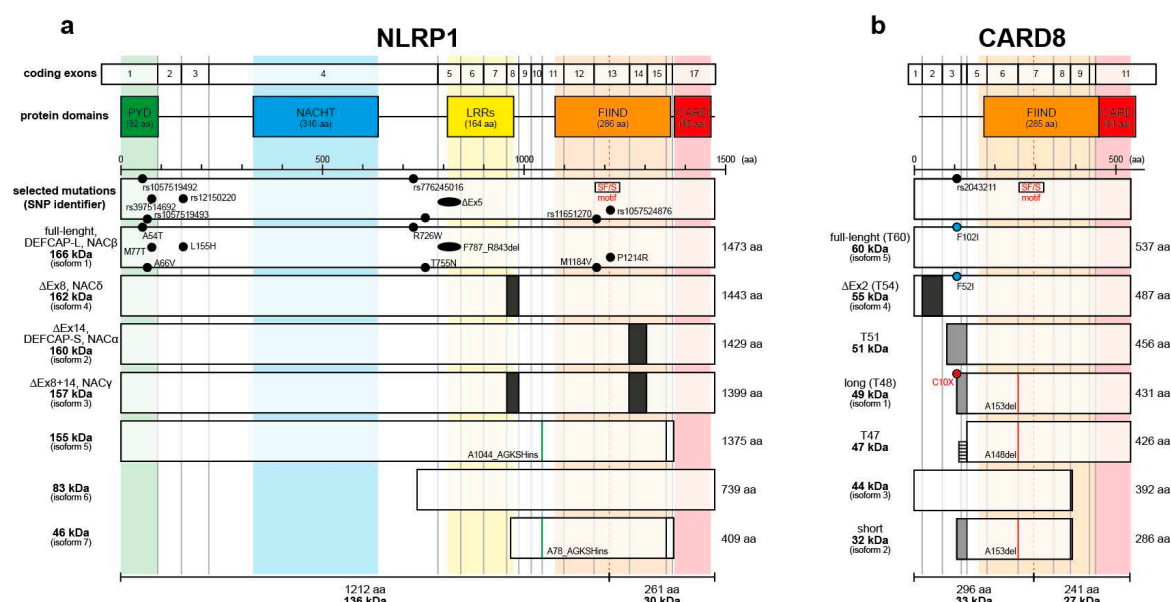 a
NLRP1
coding exons
1 2 3 4 5 6 7 8 9 10 11 12 13 14 15 17
protein domains
PYD
(92 aa)
NACHT
(310 aa)
LRRs
(164 aa)
FIIND
(286 aa)
CARD
0 500 1000 1500 (aa)
selected mutations
(SNP identifier)
rs1057519492
rs397514692
rs12150220
rs1057519493
rs776245016
ΔEx5
rs11651270
SF/S
motif
rs1057524876
full-lenght,
DEFCAP-L, NACβ
166 kDa
(isoform 1)
A54T
M77T
L155H
A66V
R726W
F787_R843del
T755N
M1184V
P1214R
1473 aa
ΔEx8, NACδ
162 kDa
(isoform 4)
1443 aa
ΔEx14,
DEFCAP-S, NACα
160 kDa
(isoform 2)
1429 aa
ΔEx8+14, NACγ
157 kDa
(isoform 3)
1399 aa
155 kDa
(isoform 5)
A1044_AGKSHins
1375 aa
83 kDa
(isoform 6)
739 aa
46 kDa
(isoform 7)
A78_AGKSHins
409 aa
1212 aa 261 aa
136 kDa 30 kDa
b
CARD8
1 2 3 5 6 7 8 9 11
FIIND
(285 aa)
CARD
0 500 (aa)
rs2043211
SF/S
motif
full-lenght (T60)
60 kDa
(isoform 5)
F102I
537 aa
ΔEx2 (T54)
55 kDa
(isoform 4)
F52I
487 aa
T51
51 kDa
456 aa
long (T48)
49 kDa
(isoform 1)
C10X
A153del
431 aa
T47
47 kDa
A148del
426 aa
44 kDa
(isoform 3)
392 aa
short
32 kDa
(isoform 2)
A153del
286 aa
296 aa 241 aa
33 kDa 27 kDa